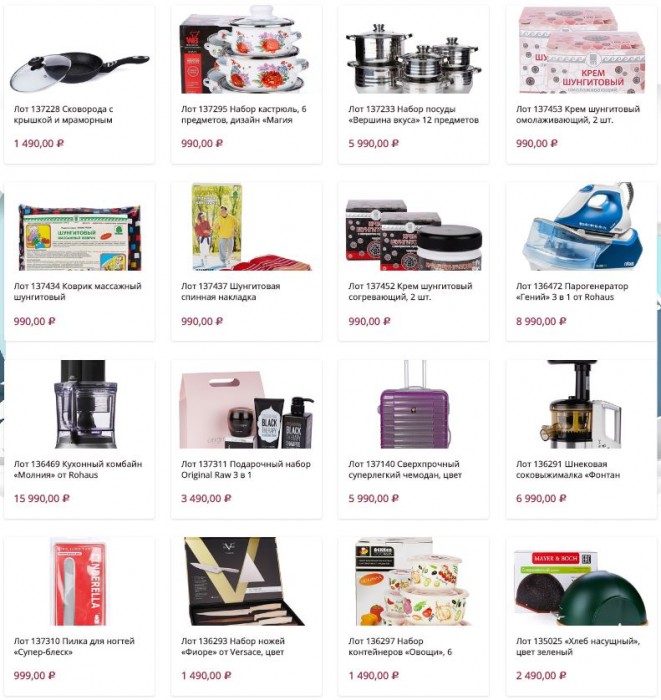 Лот 137228 Сковорода с
крышкой и мраморным
1 490,00 ₽
Лот 137295 Набор кастрюль, 6
предметов, дизайн «Магия
990,00 ₽
Лот 137233 Набор посуды
«Вершина вкуса» 12 предметов
5 990,00 ₽
КРЕМ
ШУНГИТОВЫЙ
Лот 137453 Крем шунгитовый
омолаживающий, 2 шт.
990,00 ₽
ШУНГИТОВЫЙ
Лот 137434 Коврик массажный
шунгитовый
990,00 ₽
Лот 137437 Шунгитовая
спинная накладка
990,00 ₽
Лот 137452 Крем шунгитовый
согревающий, 2 шт.
990,00 ₽
Лот 136472 Парогенератор
«Гений» 3 в 1 от Rohaus
8 990,00 ₽
Лот 136469 Кухонный комбайн
«Молния» от Rohaus
15 990,00 ₽
BLACK
BLACK
Лот 137311 Подарочный набор
Original Raw 3 в 1
3 490,00 ₽
Лот 137140 Сверхпрочный
суперлегкий чемодан, цвет
5 990,00 ₽
Лот 136291 Шнековая
соковыжималка «Фонтан
6 990,00 ₽
Лот 137310 Пилка для ногтей
«Супер-блеск»
999,00 ₽
Лот 136293 Набор ножей
«Фиоре» от Versace, цвет
1 490,00 ₽
Лот 136297 Набор
контейнеров «Овощи», 6
1 490,00 ₽
MAYER & BOCH
Лот 135025 «Хлеб насущный»,
цвет зеленый
2 490,00 ₽